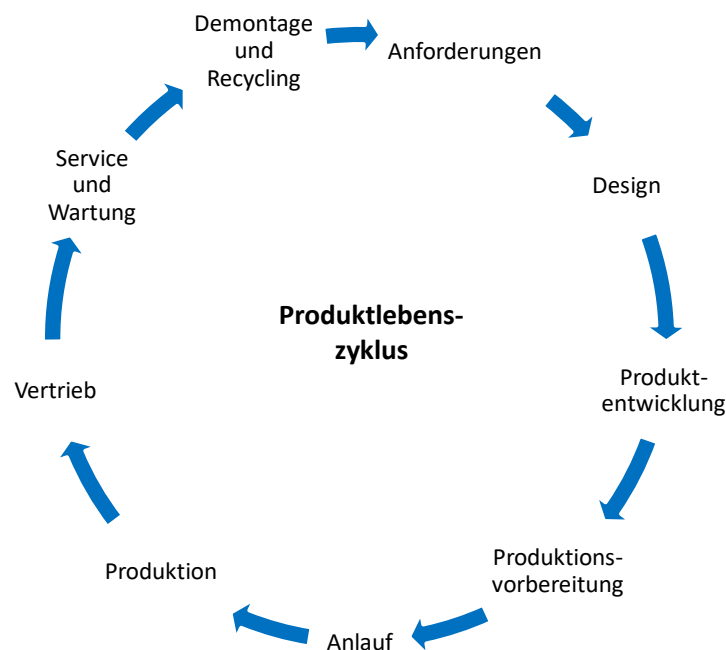 Demontage
und
Recycling
Anforderungen
Design
Produkt-
entwicklung
Produktions-
vorbereitung
Anlauf
Produktion
Vertrieb
Service
und
Wartung
Produktlebens-
zyklus